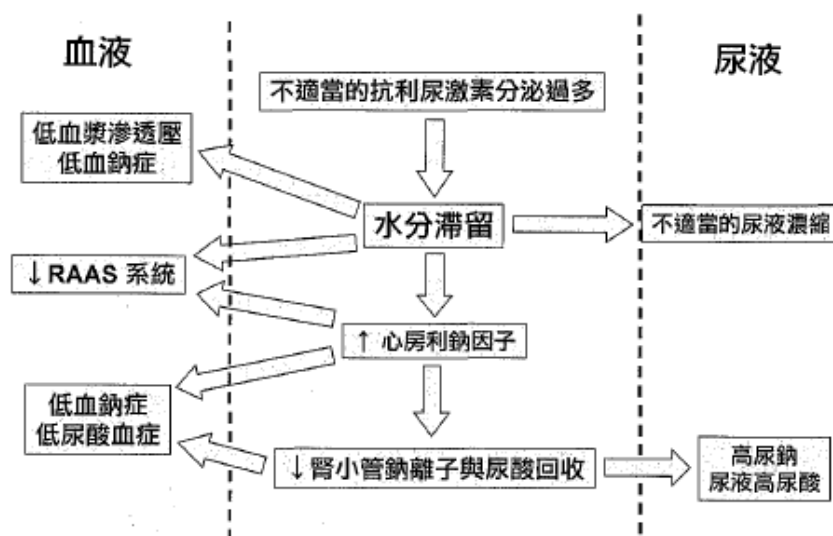 血液
尿液
不適當的抗利尿激素分泌過多
低血漿滲透壓
低血鈉症
水分滯留
不適當的尿液濃縮
↓RAAS 系統
↑ 心房利鈉因子
低血鈉症
低尿酸血症
↓腎小管鈉離子與尿酸回收
高尿鈉
尿液高尿酸